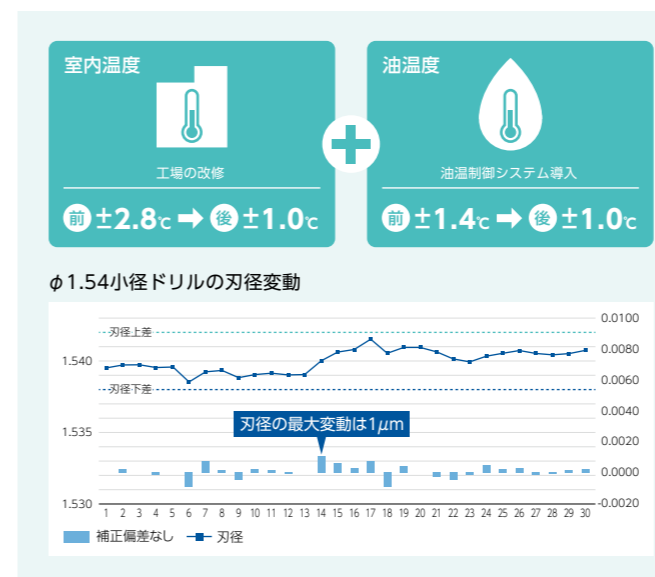 室内温度
工場の改修
前 ±2.8℃ ➡ 後 ±1.0℃
+
油温度
油温制御システム導入
前 ±1.4℃ ➡ 後 ±1.0℃
φ1.54小径ドリルの刃径変動
刃径上差
刃径下差
刃径の最大変動は1μm
1.540
1.535
1.530
0.0100
0.0080
0.0060
0.0040
0.0020
0.0000
-0.0020
1 2 3 4 5 6 7 8 9 10 11 12 13 14 15 16 17 18 19 20 21 22 23 24 25 26 27 28 29 30
補正偏差なし 刃径